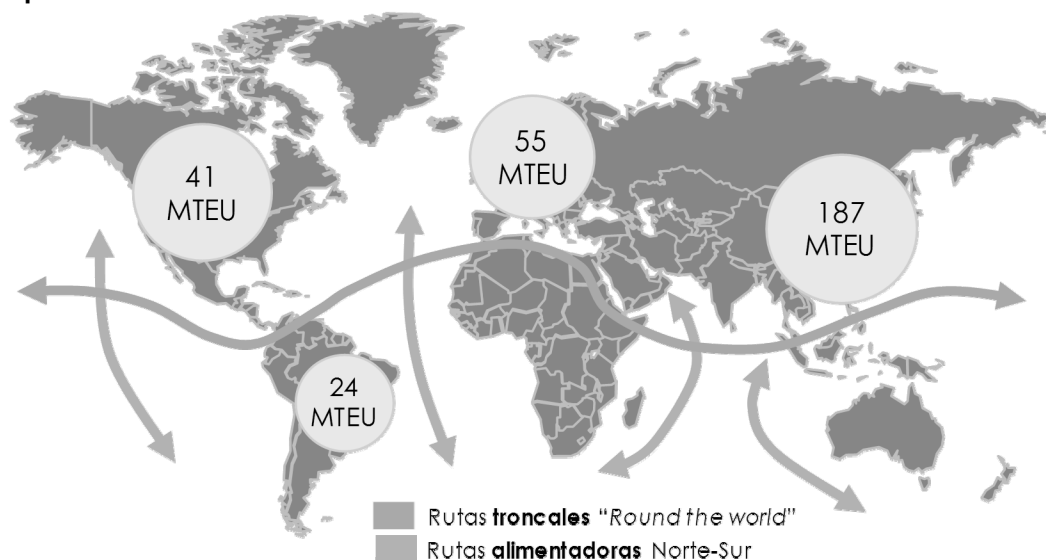 41
MTEU
55
MTEU
187
MTEU
24
MTEU
Rutas troncales “Round the world”
Rutas alimentadoras Norte-Sur